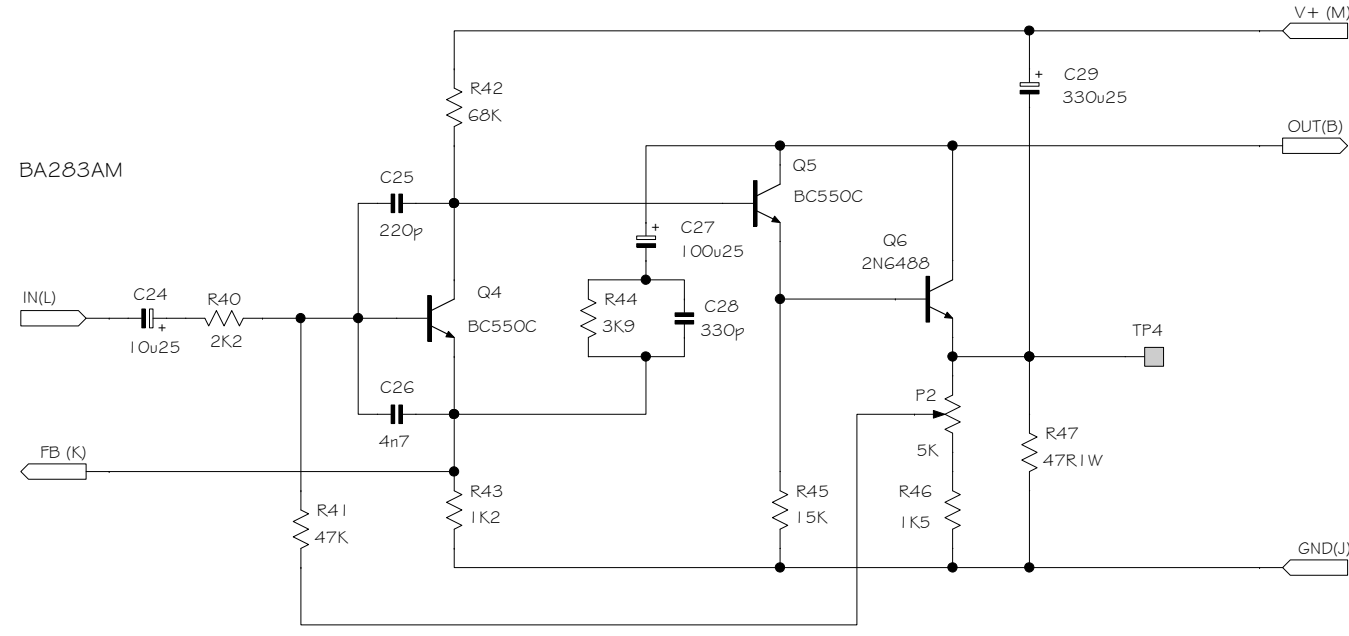 V+ (M)
C29
330u25
R42
68K
OUT(B)
BA283AM
Q5
BC550C
C25
220p
C27
100u25
Q6
2N6488
IN(L)
C24
10u25
R40
2K2
Q4
BC550C
R44
3K9
C28
330p
TP4
C26
4n7
P2
5K
FB (K)
R47
47R1W
R43
1K2
R41
47K
R45
15K
R46
1K5
GND(J)
+
+
+